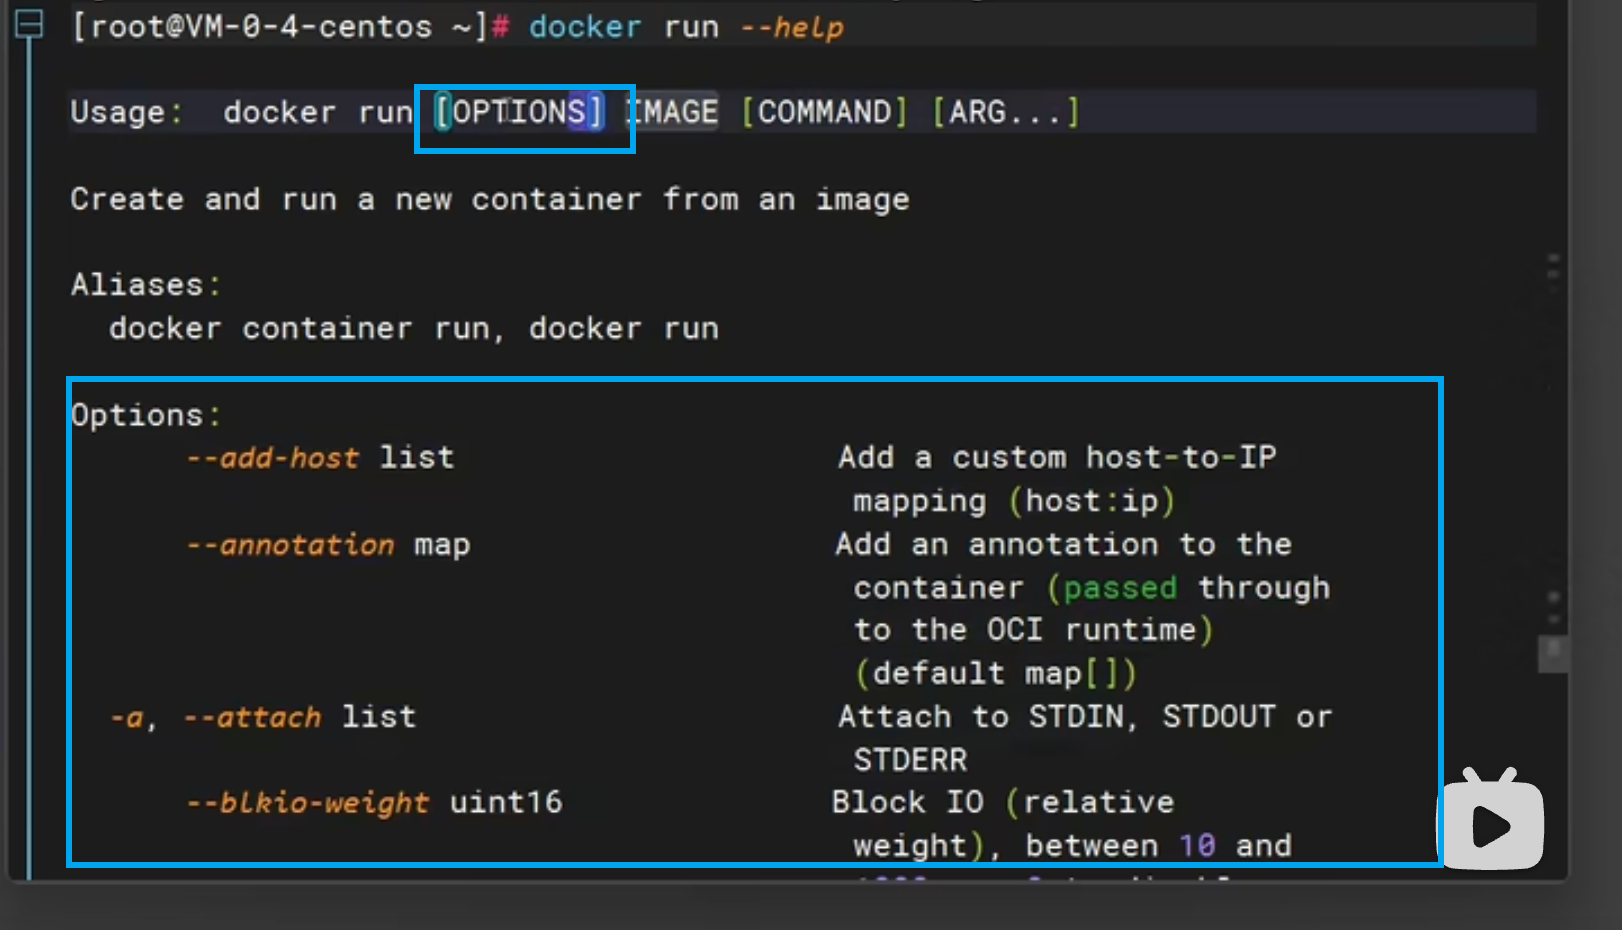 [root@VM-0-4-centos ~]# docker run --help
Usage:  docker run [OPTIONS] IMAGE [COMMAND] [ARG...]
Create and run a new container from an image
Aliases:
docker container run, docker run
Options:
--add-host list Add a custom host-to-IP
mapping (host:ip)
--annotation map Add an annotation to the
container (passed through
to the OCI runtime)
(default map[])
-a, --attach list Attach to STDIN, STDOUT or
STDERR
--blkio-weight uint16 Block IO (relative
weight), between 10 and